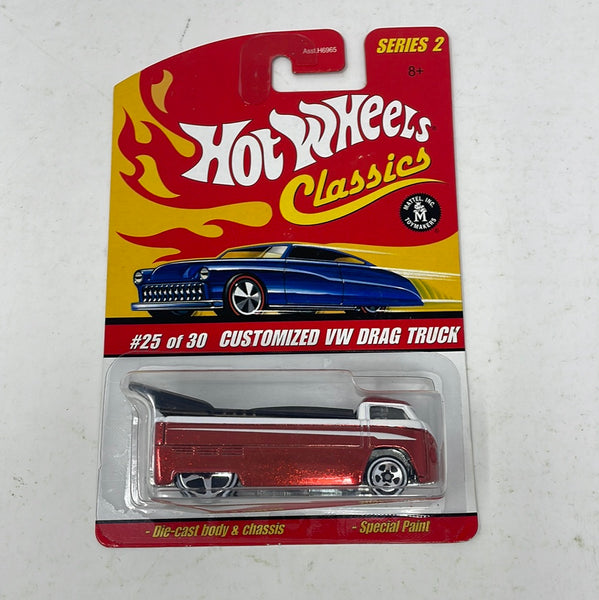 Asst.H6965
SERIES 2
8+
HOT WHEELS
Classics
MATTEL, INC.
M
TOYMAKERS
#25 of 30 CUSTOMIZED VW DRAG TRUCK
- Die-cast body & chassis
- Special Paint